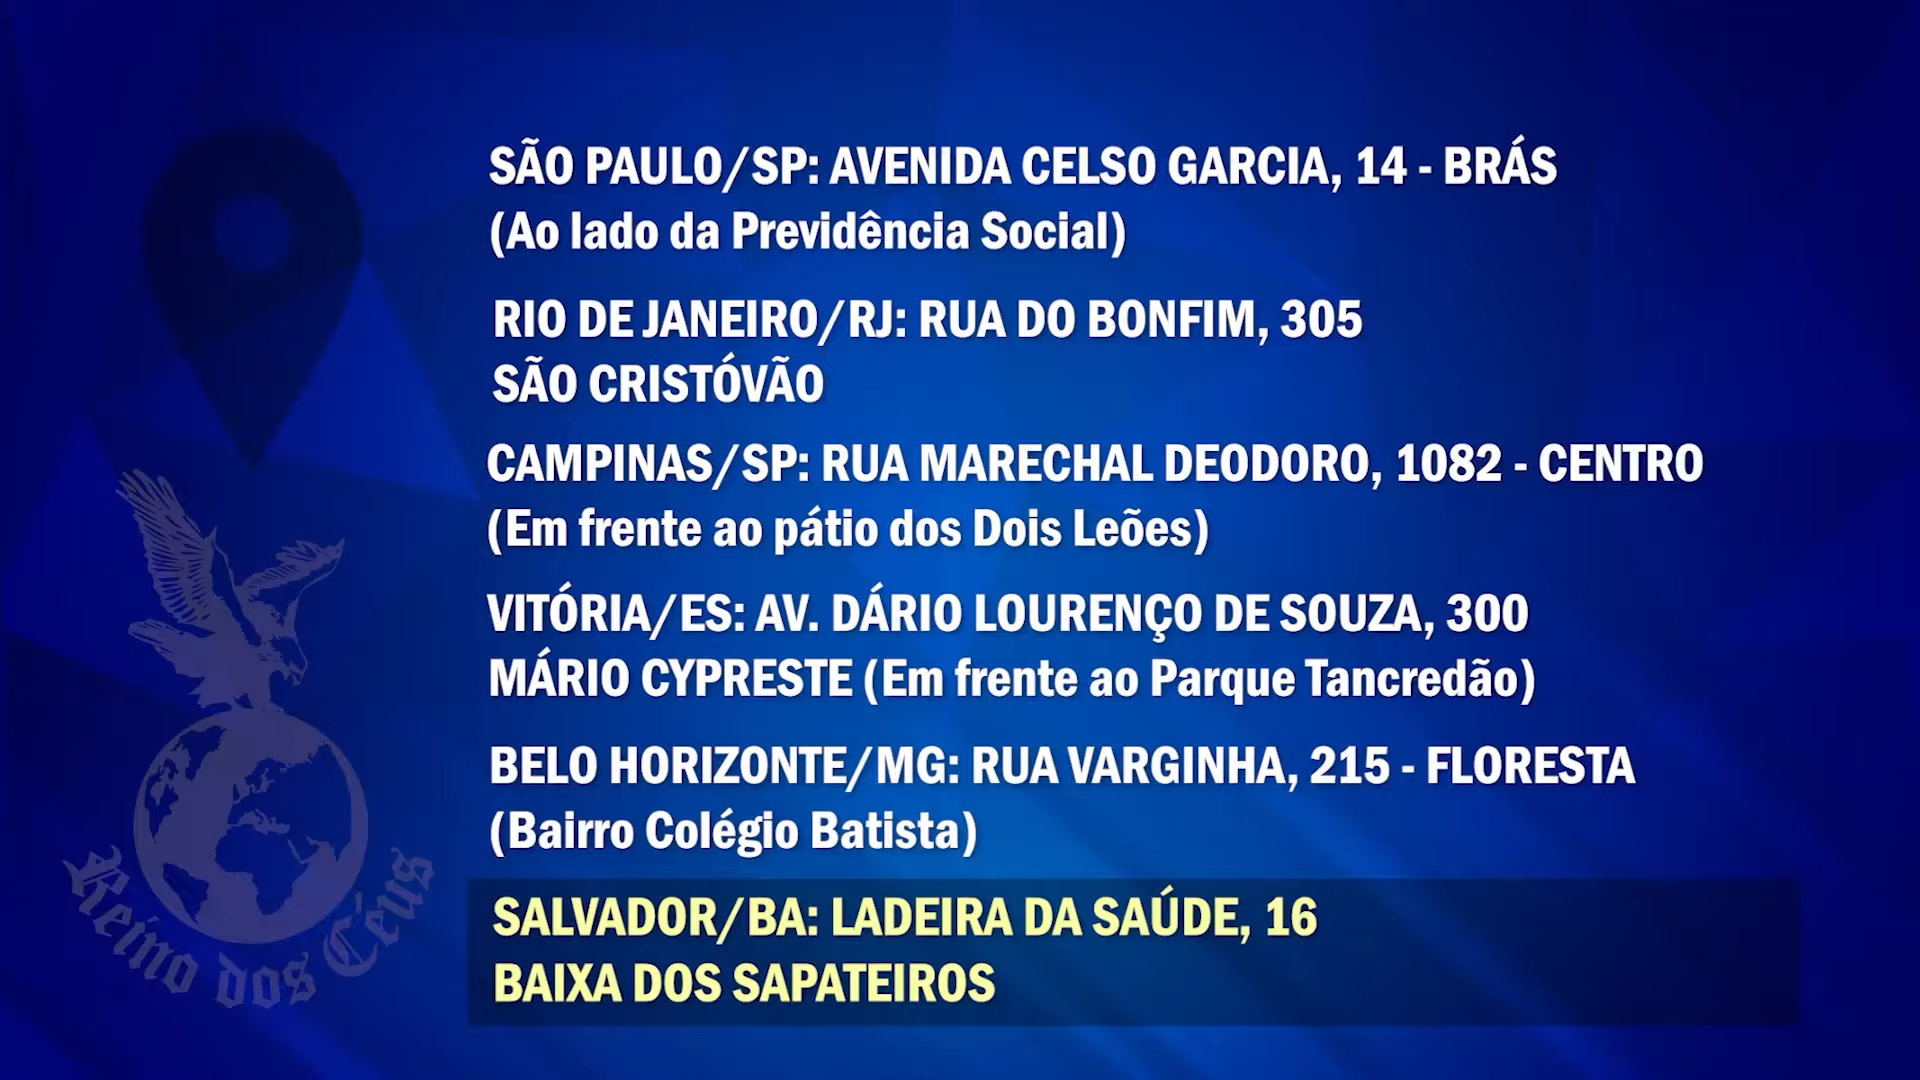 SÃO PAULO/SP: AVENIDA CELSO GARCIA, 14 - BRÁS
(Ao lado da Previdência Social)
RIO DE JANEIRO/RJ: RUA DO BONFIM, 305
SÃO CRISTÓVÃO
CAMPINAS/SP: RUA MARECHAL DEODORO, 1082 - CENTRO
(Em frente ao pátio dos Dois Leões)
VITÓRIA/ES: AV. DÁRIO LOURENÇO DE SOUZA, 300
MÁRIO CYPRESTE (Em frente ao Parque Tancredão)
BELO HORIZONTE/MG: RUA VARGINHA, 215 - FLORESTA
(Bairro Colégio Batista)
SALVADOR/BA: LADEIRA DA SAÚDE, 16
BAIXA DOS SAPATEIROS
Reino dos Céus